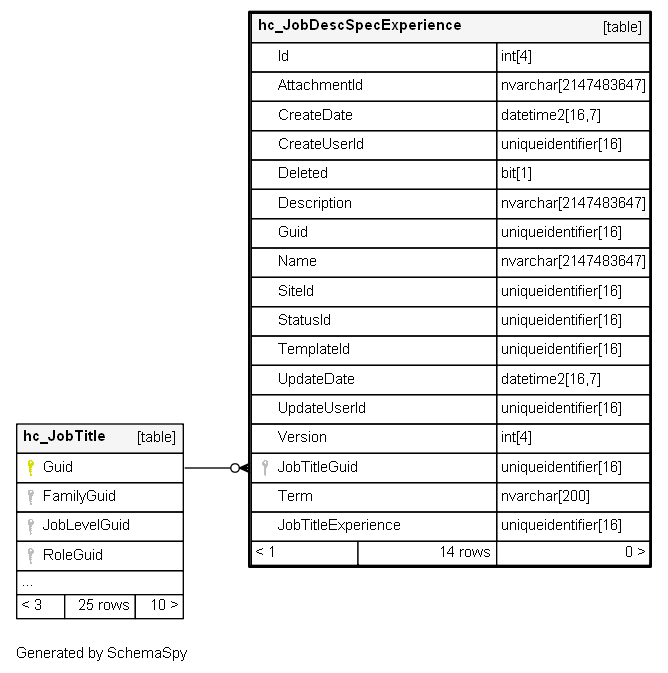 hc_JobDescSpecExperience [table]
Id int[4]
AttachmentId nvarchar[2147483647]
CreateDate datetime2[16,7]
CreateUserId uniqueidentifier[16]
Deleted bit[1]
Description nvarchar[2147483647]
Guid uniqueidentifier[16]
Name nvarchar[2147483647]
SiteId uniqueidentifier[16]
StatusId uniqueidentifier[16]
TemplateId uniqueidentifier[16]
UpdateDate datetime2[16,7]
UpdateUserId uniqueidentifier[16]
Version int[4]
JobTitleGuid uniqueidentifier[16]
Term nvarchar[200]
JobTitleExperience uniqueidentifier[16]
< 1 14 rows 0 >
hc_JobTitle [table]
Guid
FamilyGuid
JobLevelGuid
RoleGuid
...
< 3 25 rows 10 >
Generated by SchemaSpy